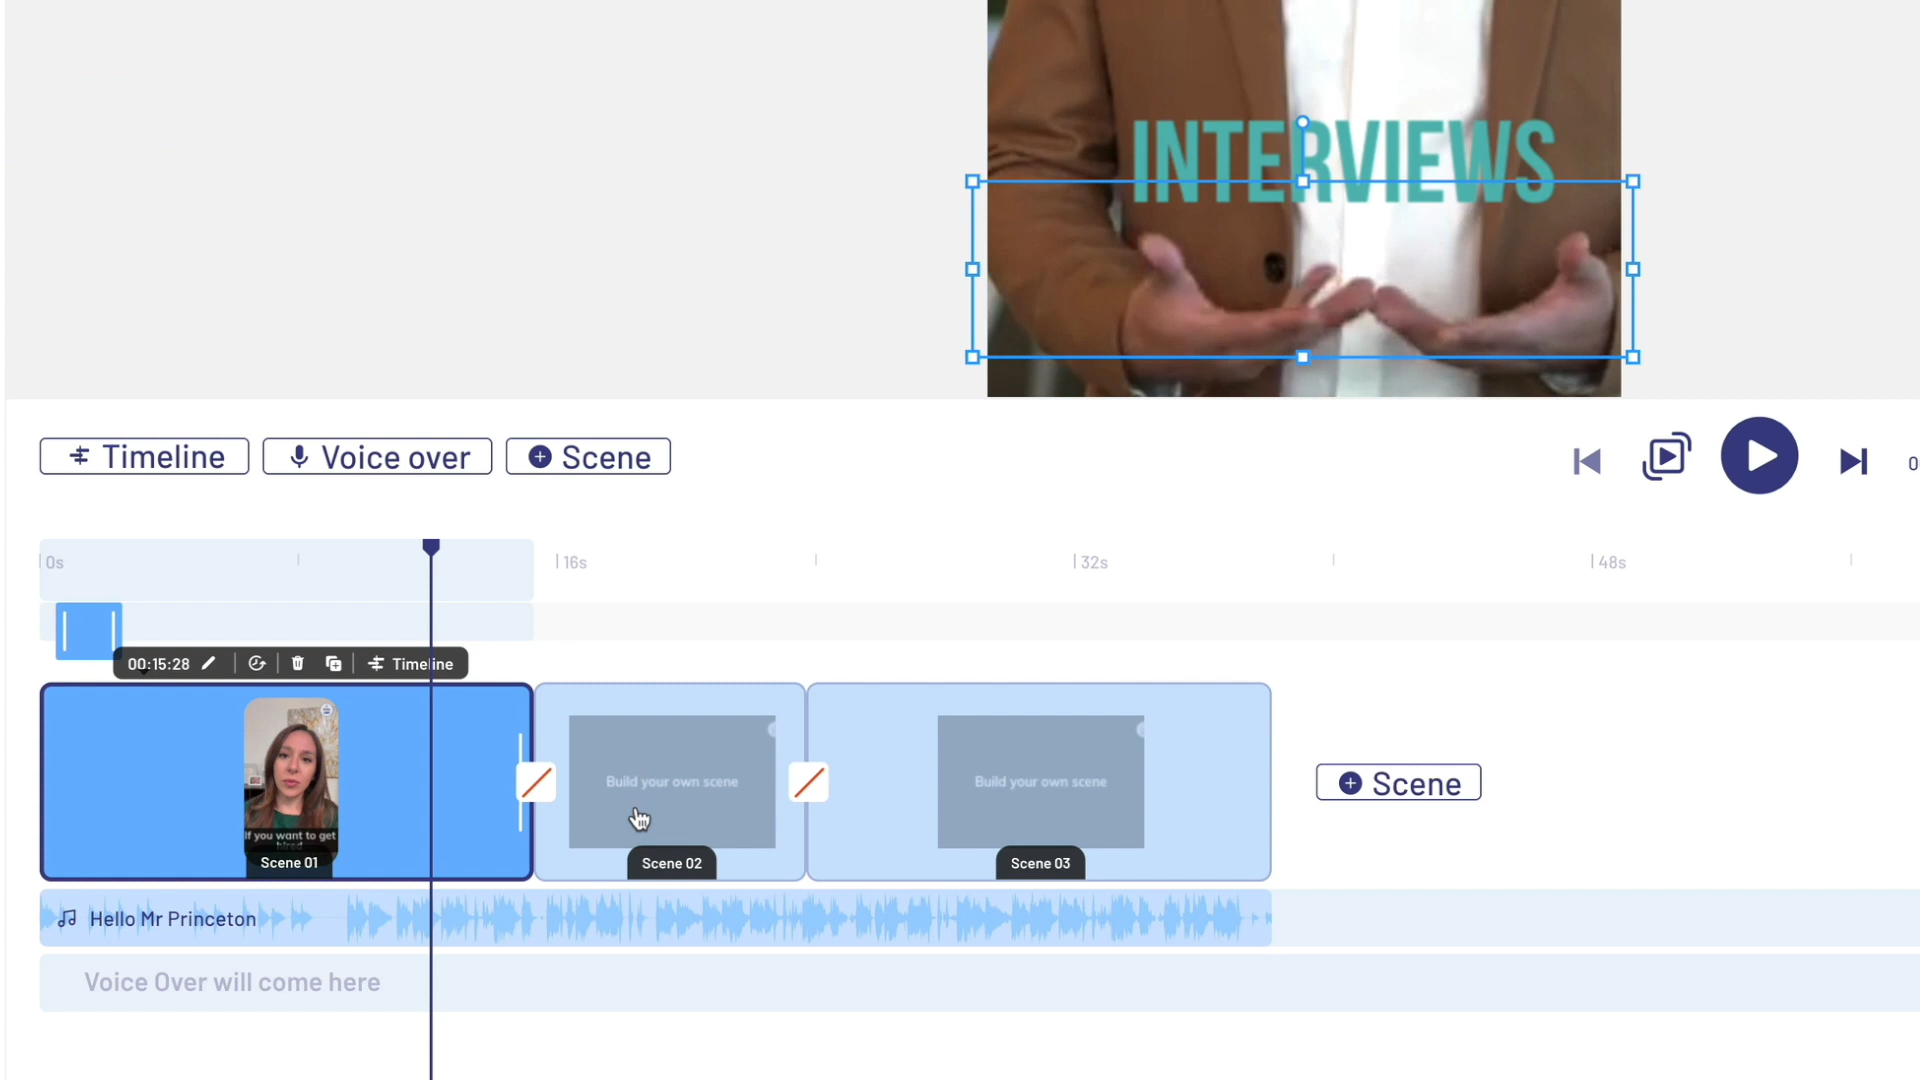 INTERVIEWS
Timeline
Voice over
Scene
0s
16s
32s
48s
00:15:28
Timeline
Build your own scene
Build your own scene
Scene
If you want to get
hired
Scene 01
Scene 02
Scene 03
Hello Mr Princeton
Voice Over will come here